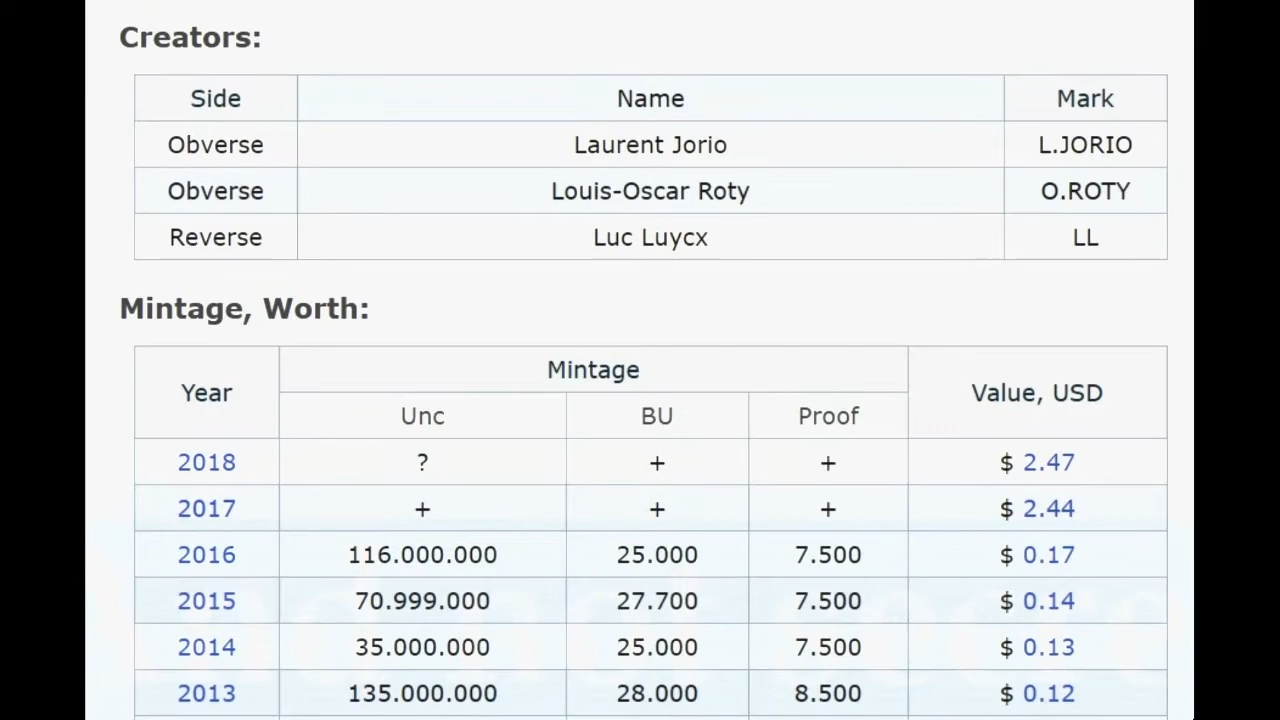 Creators:
Side Name Mark
Obverse Laurent Jorio L.JORIO
Obverse Louis-Oscar Roty O.ROTY
Reverse Luc Luycx LL
Mintage, Worth:
Year Mintage Value, USD
Unc BU Proof
2018 ? + + $ 2.47
2017 + + + $ 2.44
2016 116.000.000 25.000 7.500 $ 0.17
2015 70.999.000 27.700 7.500 $ 0.14
2014 35.000.000 25.000 7.500 $ 0.13
2013 135.000.000 28.000 8.500 $ 0.12